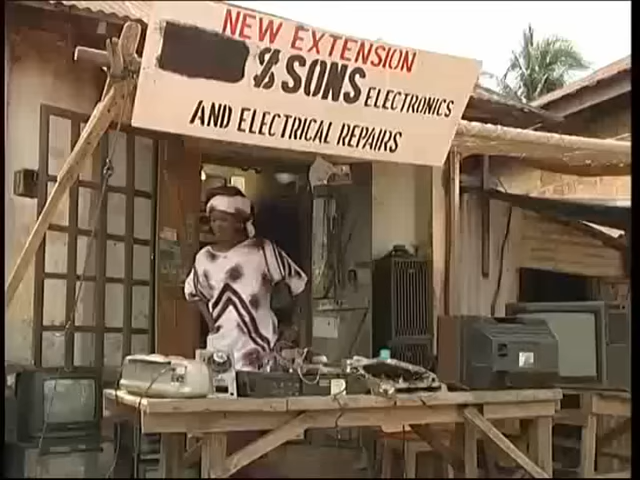 NEW EXTENSION
& SONS ELECTRONICS
AND ELECTRICAL REPAIRS